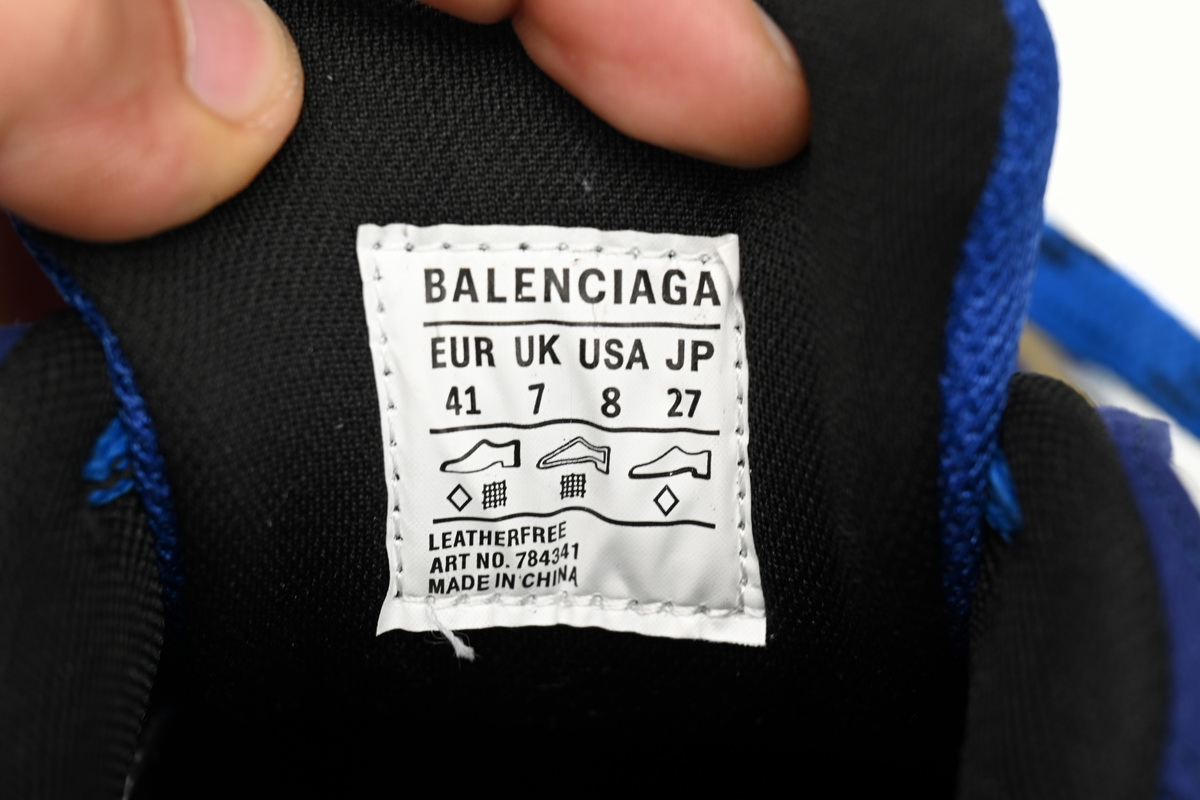 BALENCIAGA
EUR UK USA JP
41 7 8 27
LEATHERFREE
ART NO. 784341
MADE IN CHINA